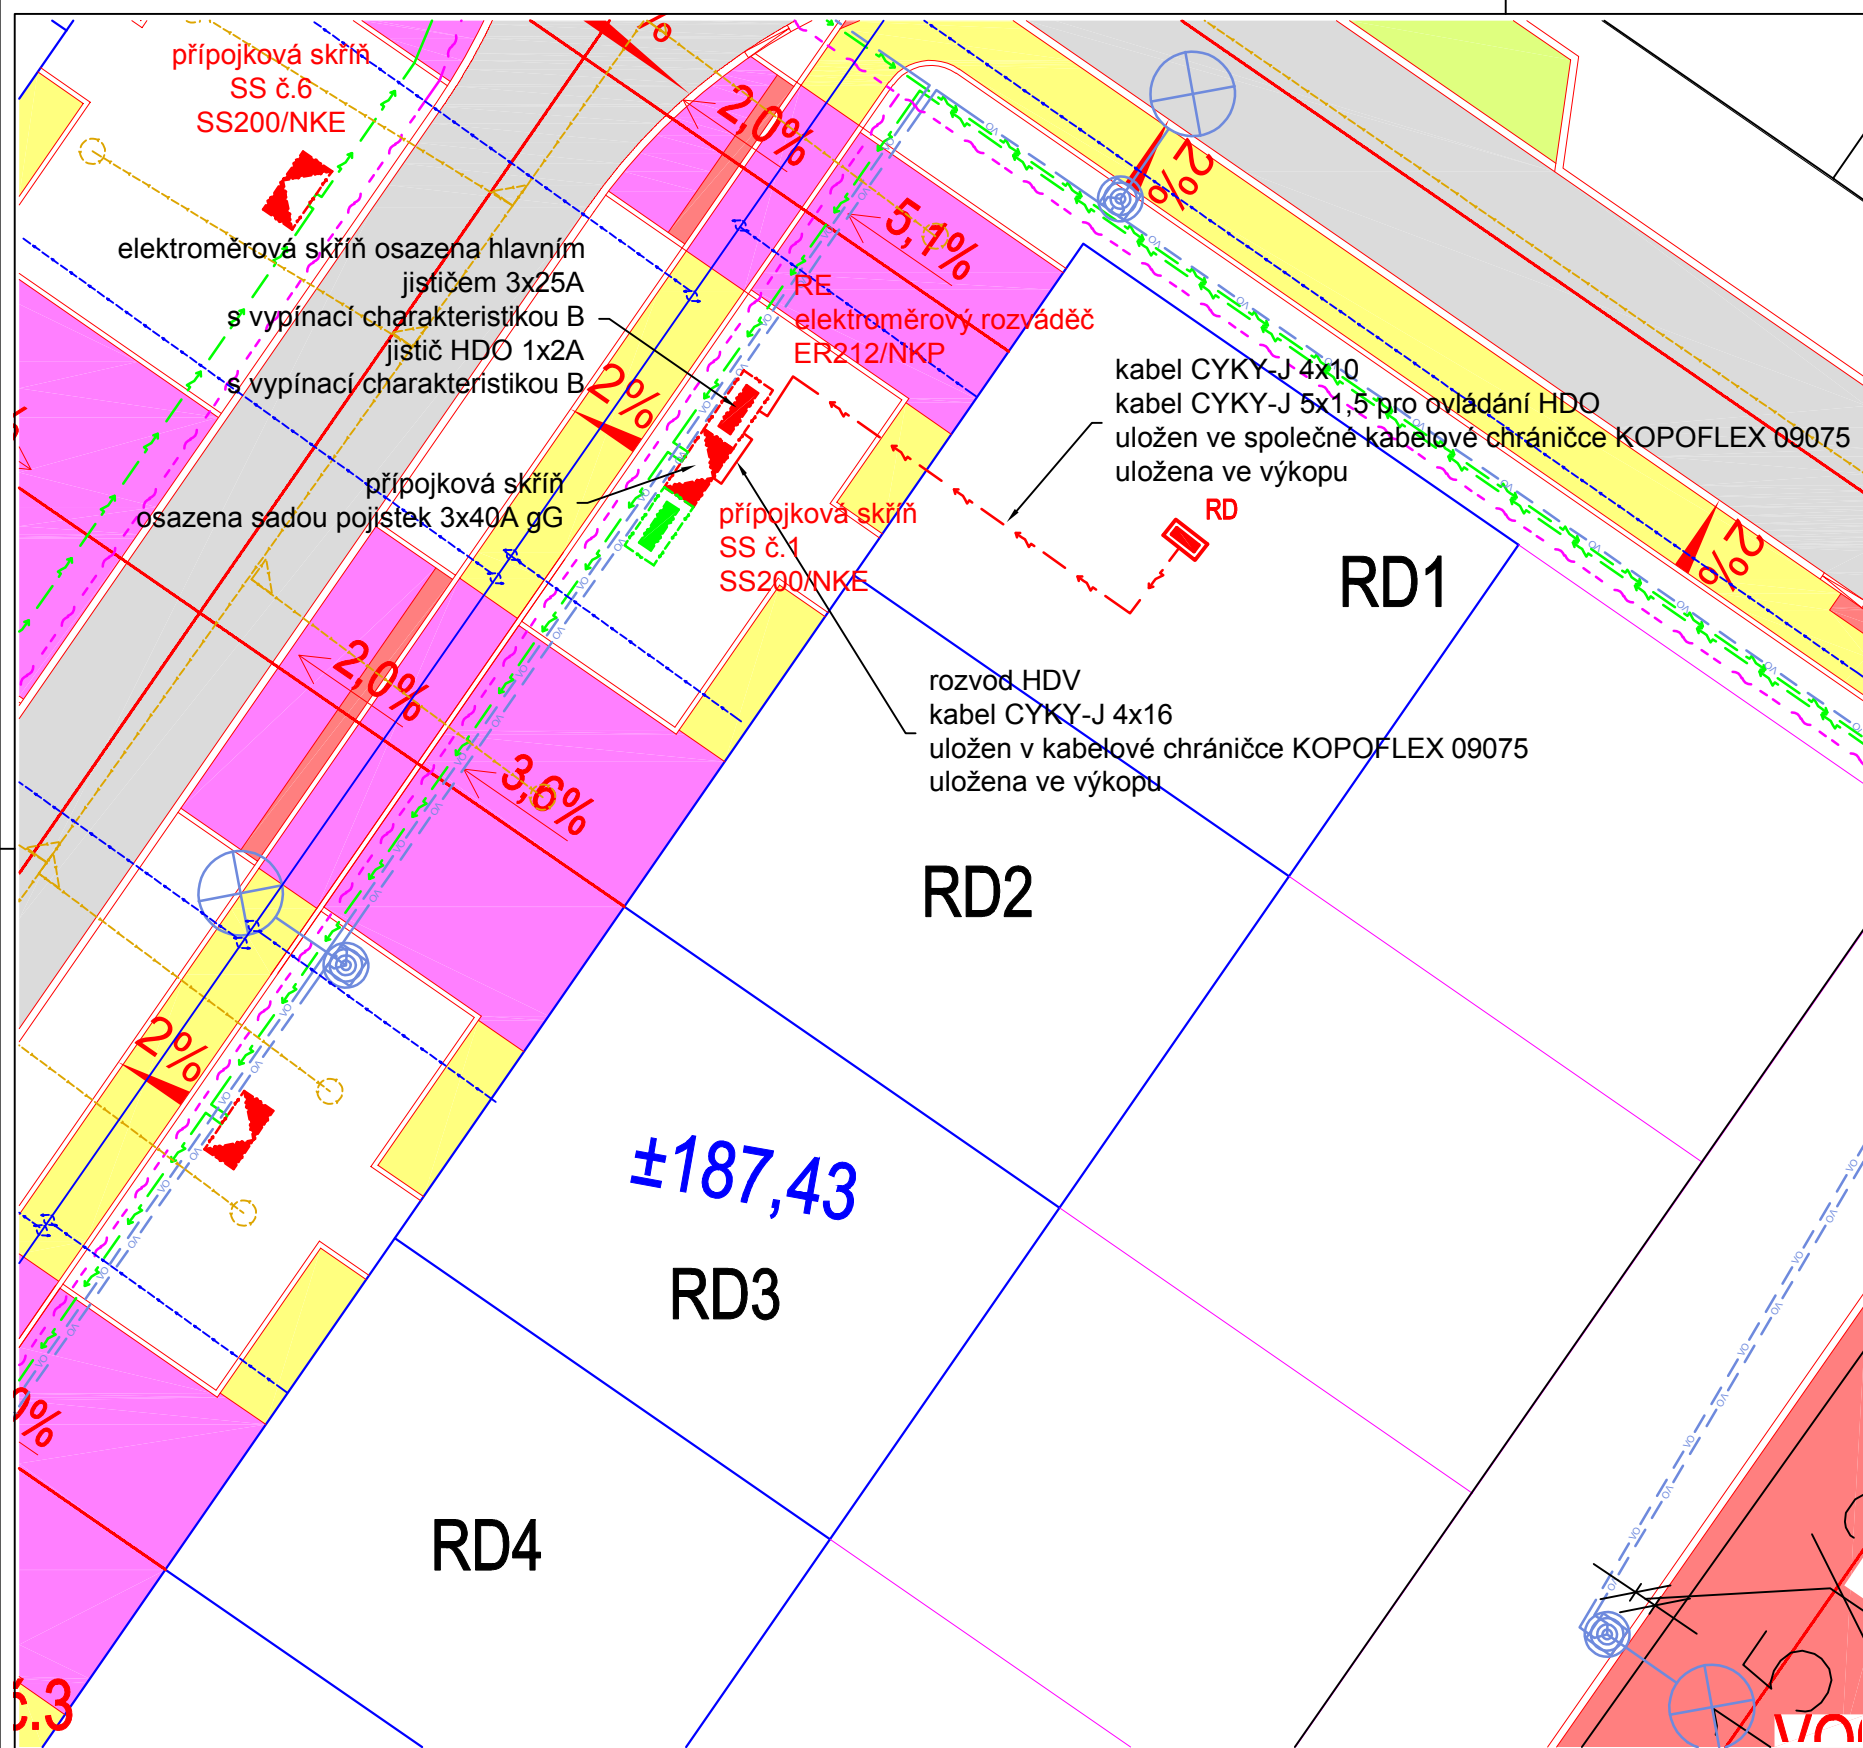 přípojková skříň
SS č.6
SS200/NKE
2,0%
2%
5,1%
elektroměrová skříň osazena hlavním
jističem 3x25A
s vypínací charakteristikou B
jistič HDO 1x2A
s vypínací charakteristikou B
RE
elektroměrový rozváděč
ER212/NKP
2%
kabel CYKY-J 4x10
kabel CYKY-J 5x1,5 pro ovládání HDO
uložen ve společné kabelové chráničce KOPOFLEX 09075
uložena ve výkopu
přípojková skříň
osazena sadou pojistek 3x40A gG
přípojková skříň
SS č.1
SS200/NKE
RD
RD1
2%
2,0%
rozvod HDV
kabel CYKY-J 4x16
uložen v kabelové chráničce KOPOFLEX 09075
uložena ve výkopu
3,6%
RD2
2%
±187,43
RD3
RD4